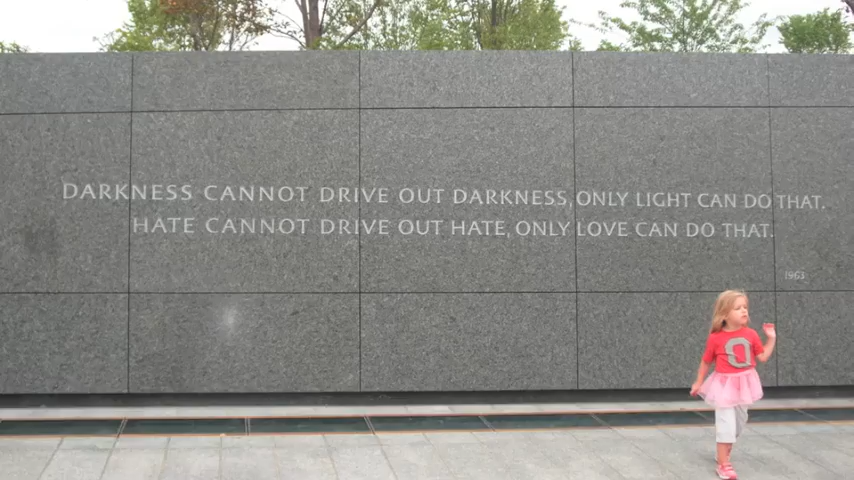 DARKNESS CANNOT DRIVE OUT DARKNESS, ONLY LIGHT CAN DO THAT.
HATE CANNOT DRIVE OUT HATE, ONLY LOVE CAN DO THAT.
1963
O